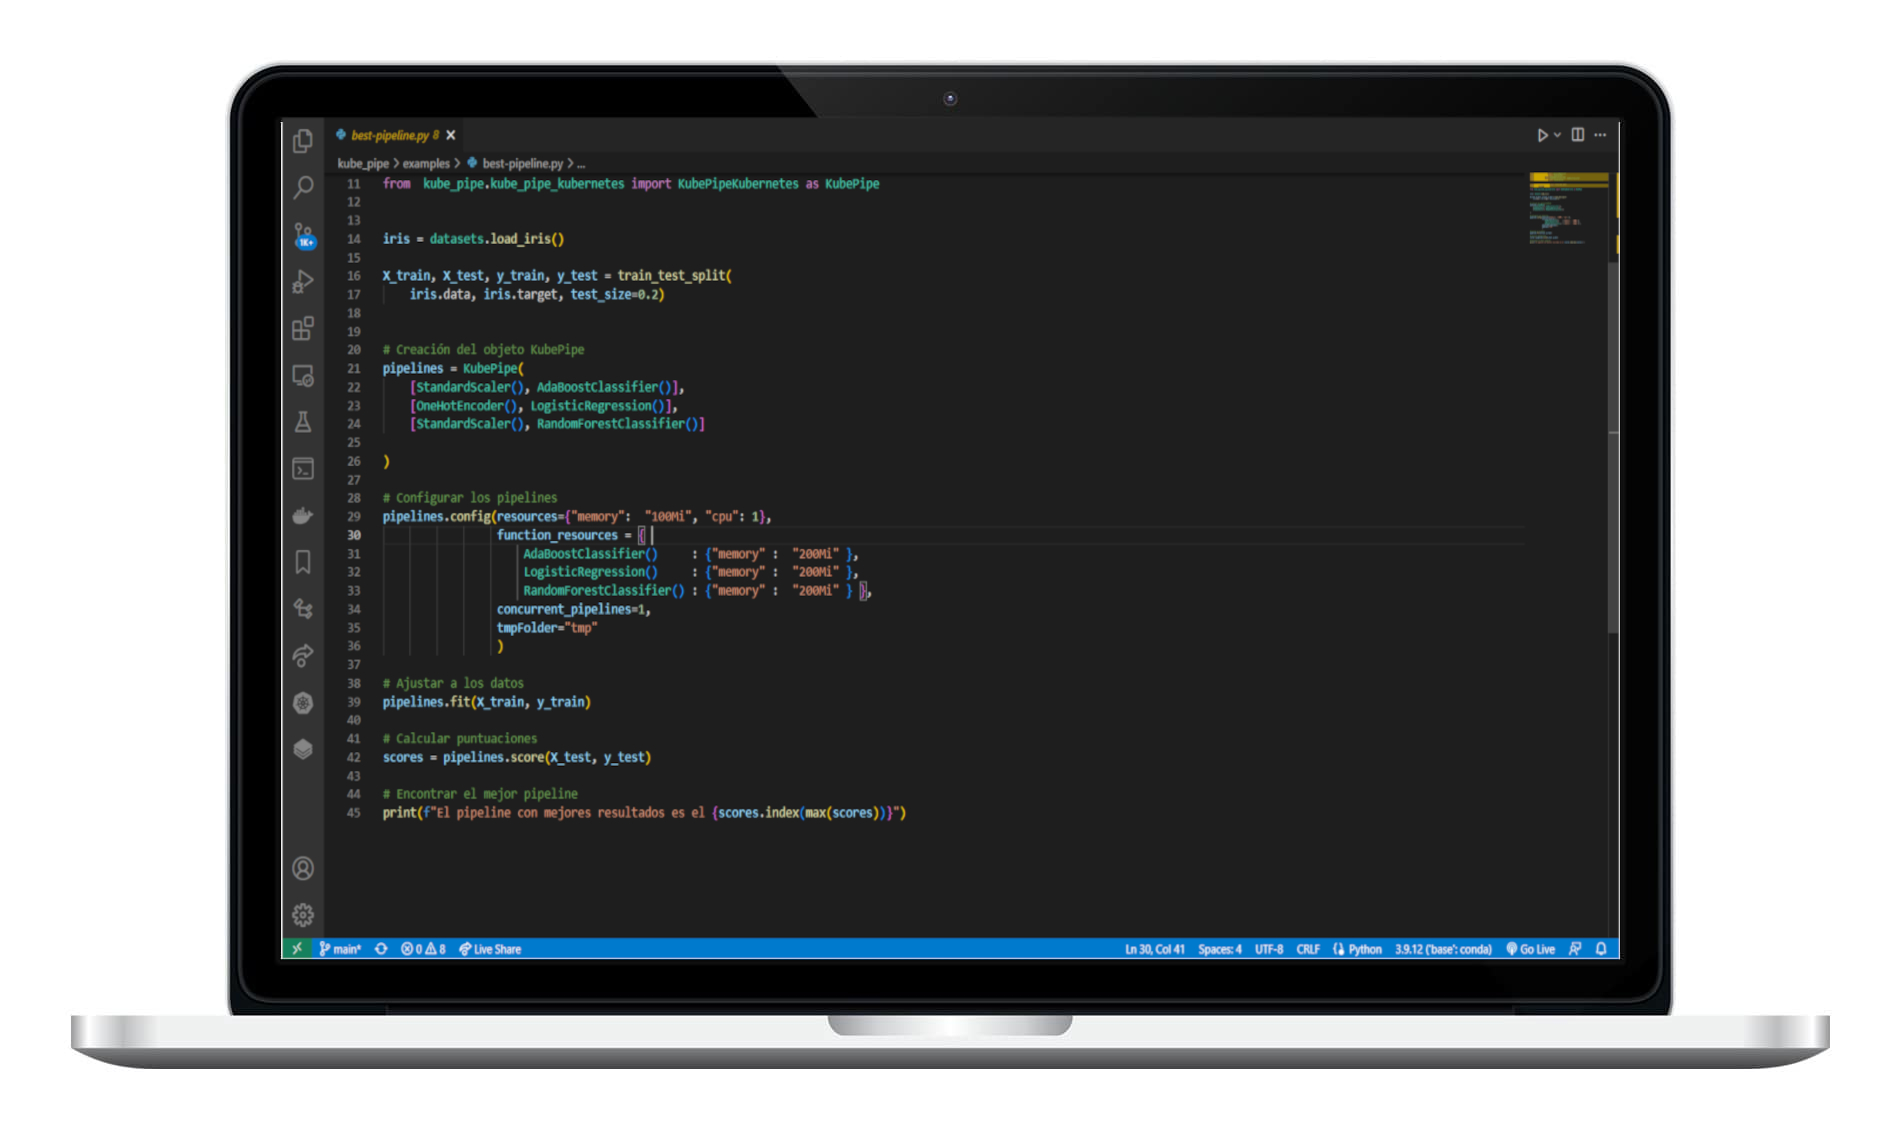 best-pipeline.py 8
kube_pipe > examples > best-pipeline.py > ...
11 from kube_pipe.kube_pipe_kubernetes import KubePipeKubernetes as KubePipe
12
13
14 iris = datasets.load_iris()
15
16 X_train, X_test, y_train, y_test = train_test_split(
17 iris.data, iris.target, test_size=0.2)
18
19
20 # Creación del objeto KubePipe
21 pipelines = KubePipe(
22 [StandardScaler(), AdaBoostClassifier()],
23 [OneHotEncoder(), LogisticRegression()],
24 [StandardScaler(), RandomForestClassifier()]
25
26 )
27
28 # Configurar los pipelines
29 pipelines.config(resources={"memory": "100Mi", "cpu": 1},
30 function_resources = {
31 AdaBoostClassifier() : {"memory" : "200Mi" },
32 LogisticRegression() : {"memory" : "200Mi" },
33 RandomForestClassifier() : {"memory" : "200Mi" } },
34 concurrent_pipelines=1,
35 tmpFolder="tmp"
36 )
37
38 # Ajustar a los datos
39 pipelines.fit(X_train, y_train)
40
41 # Calcular puntuaciones
42 scores = pipelines.score(X_test, y_test)
43
44 # Encontrar el mejor pipeline
45 print(f"El pipeline con mejores resultados es el {scores.index(max(scores))}")
1K+
main* 0 8 Live Share Ln 30, Col 41 Spaces: 4 UTF-8 CRLF Python 3.9.12 ('base': conda) Go Live